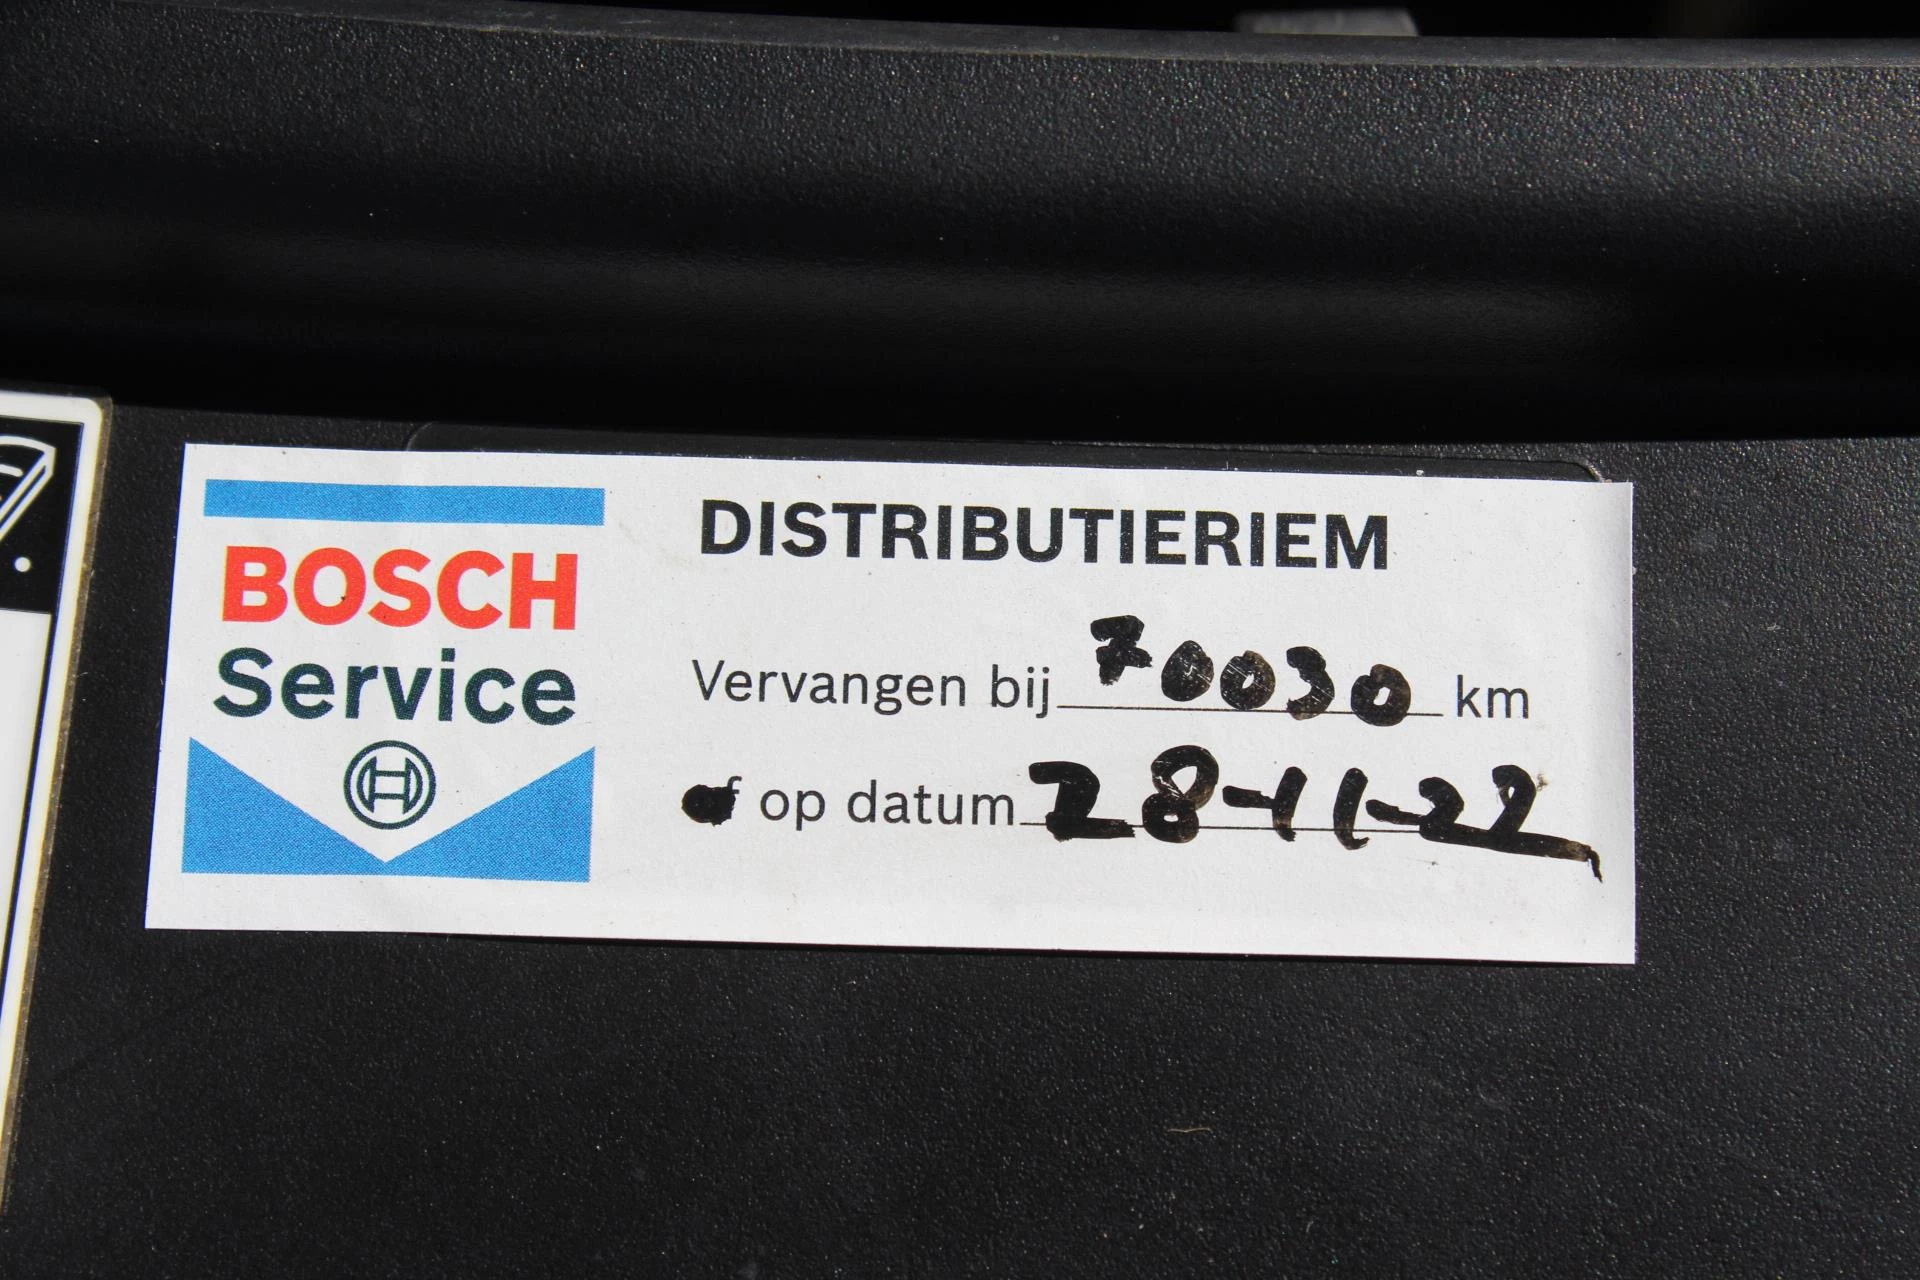 BOSCH
Service
DISTRIBUTIERIEM
Vervangen bij 70030 km
of op datum 28-11-22